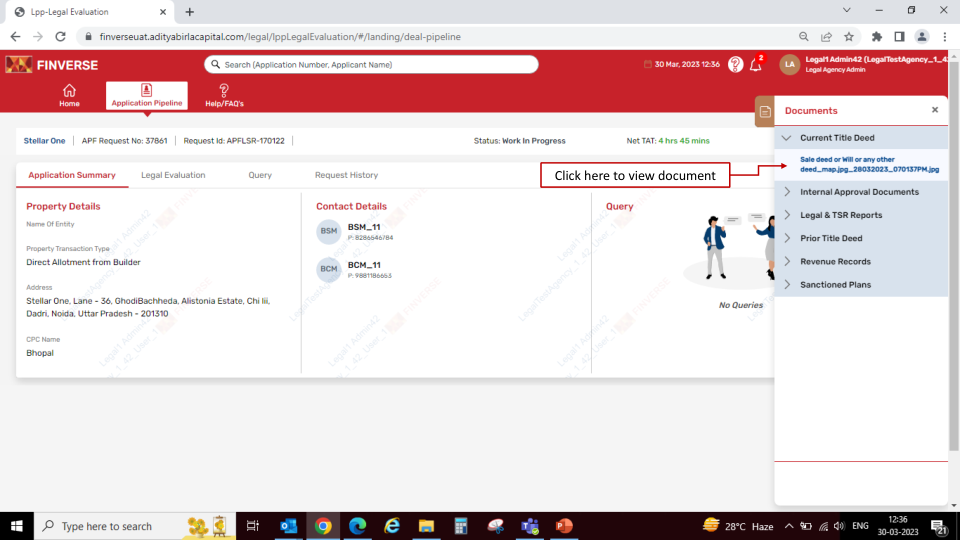 Lpp-Legal Evaluation
finverseuat.adityabirlacapital.com/legal/lppLegalEvaluation/#/landing/deal-pipeline
FINVERSE
Search (Application Number, Applicant Name)
30 Mar, 2023 12:36
2
LA
Legal1 Admin42 (LegalTestAgency_1_4
Legal Agency Admin
Home
Application Pipeline
Help/FAQ's
Stellar One
APF Request No: 37861
Request Id: APFLSR-170122
Status: Work In Progress
Net TAT: 4 hrs 45 mins
Application Summary
Legal Evaluation
Query
Request History
Click here to view document
Property Details
Name Of Entity
Property Transaction Type
Direct Allotment from Builder
Address
Stellar One, Lane - 36, GhodiBachheda, Alistonia Estate, Chi Iii,
Dadri, Noida, Uttar Pradesh - 201310
CPC Name
Bhopal
Contact Details
BSM
BSM_11
P: 8286646784
BCM
BCM_11
P: 9881186653
Query
No Queries
Documents
Current Title Deed
Sale deed or Will or any other
deed_map.jpg_28032023_070137PM.jpg
Internal Approval Documents
Legal & TSR Reports
Prior Title Deed
Revenue Records
Sanctioned Plans
Type here to search
28°C Haze
ENG
12:36
30-03-2023
21